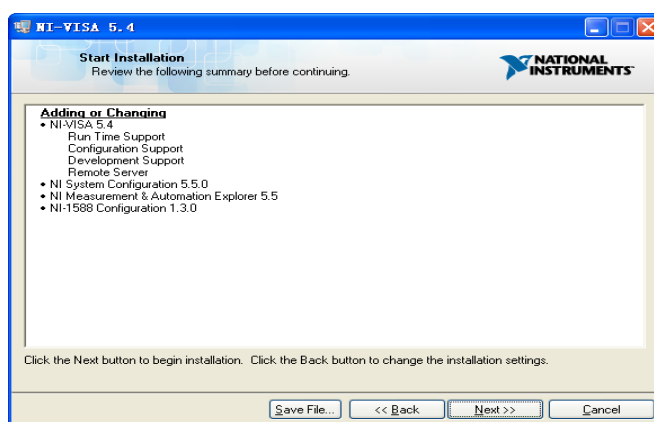 NI-VISA 5.4
Start Installation
Review the following summary before continuing.
NATIONAL
INSTRUMENTS™
Adding or Changing
• NI-VISA 5.4
Run Time Support
Configuration Support
Development Support
Remote Server
• NI System Configuration 5.5.0
• NI Measurement & Automation Explorer 5.5
• NI-1588 Configuration 1.3.0
Click the Next button to begin installation. Click the Back button to change the installation settings.
Save File... << Back Next >> Cancel